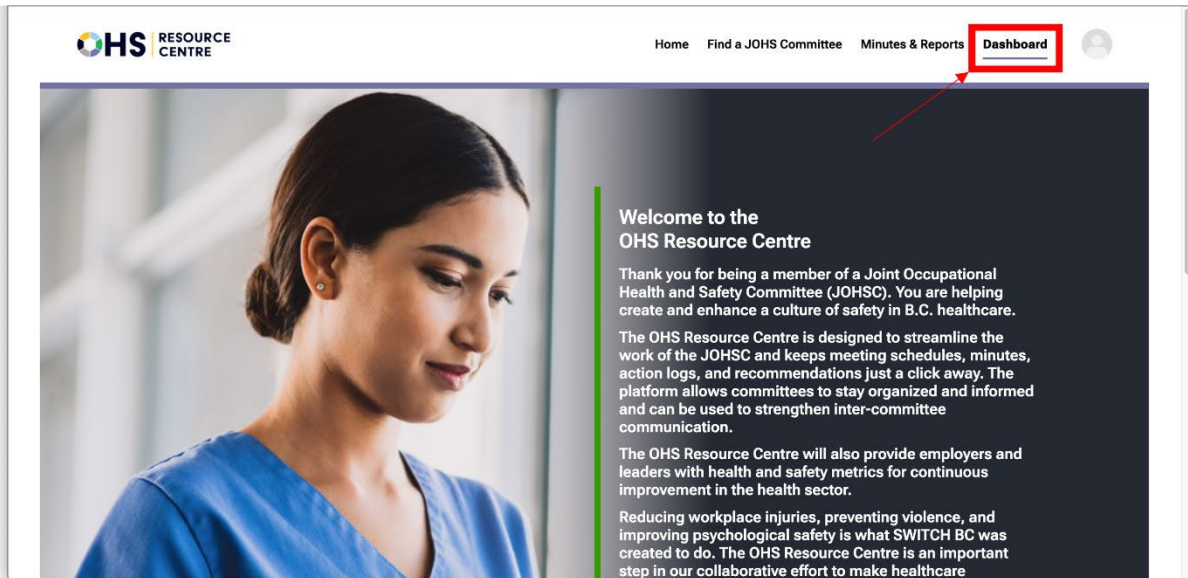 OHS RESOURCE
CENTRE
Home Find a JOHS Committee Minutes & Reports Dashboard
Welcome to the
OHS Resource Centre
Thank you for being a member of a Joint Occupational
Health and Safety Committee (JOHSC). You are helping
create and enhance a culture of safety in B.C. healthcare.
The OHS Resource Centre is designed to streamline the
work of the JOHSC and keeps meeting schedules, minutes,
action logs, and recommendations just a click away. The
platform allows committees to stay organized and informed
and can be used to strengthen inter-committee
communication.
The OHS Resource Centre will also provide employers and
leaders with health and safety metrics for continuous
improvement in the health sector.
Reducing workplace injuries, preventing violence, and
improving psychological safety is what SWITCH BC was
created to do. The OHS Resource Centre is an important
step in our collaborative effort to make healthcare